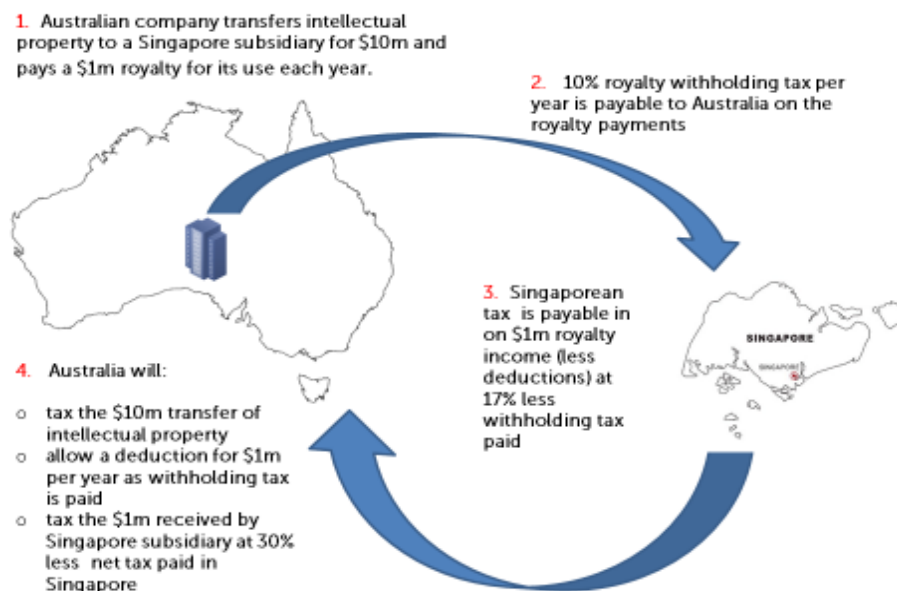 1. Australian company transfers intellectual
property to a Singapore subsidiary for $10m and
pays a $1m royalty for its use each year.
2. 10% royalty withholding tax per
year is payable to Australia on the
royalty payments
3. Singaporean
tax is payable in
on $1m royalty
income (less
deductions) at
17% less
withholding tax
paid
SINGAPORE
SINGAPORE
4. Australia will:
o tax the $10m transfer of
intellectual property
o allow a deduction for $1m
per year as withholding tax
is paid
o tax the $1m received by
Singapore subsidiary at 30%
less net tax paid in
Singapore